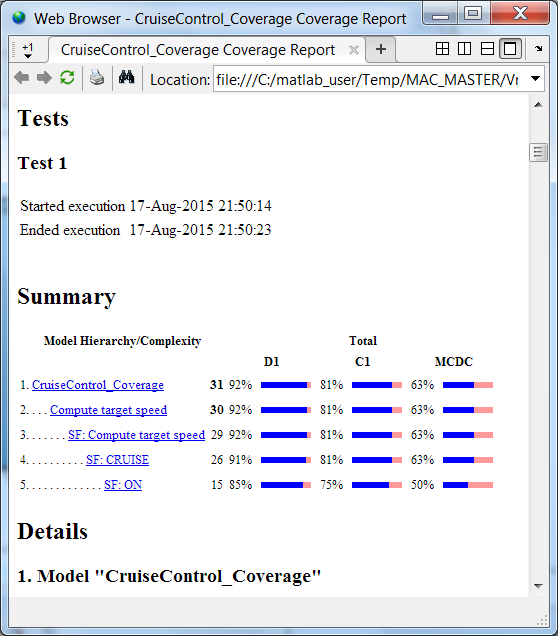 Web Browser - CruiseControl_Coverage Coverage Report
+1 CruiseControl_Coverage Coverage Report
Location: file:///C:/matlab_user/Temp/MAC_MASTER/Vr
Tests
Test 1
Started execution 17-Aug-2015 21:50:14
Ended execution 17-Aug-2015 21:50:23
Summary
Model Hierarchy/Complexity Total
D1 C1 MCDC
1. CruiseControl_Coverage 31 92% 81% 63%
2. . . . Compute target speed 30 92% 81% 63%
3. . . . . . . SF: Compute target speed 29 92% 81% 63%
4. . . . . . . . . . SF: CRUISE 26 91% 81% 63%
5. . . . . . . . . . . . . SF: ON 15 85% 75% 50%
Details
1. Model "CruiseControl_Coverage"